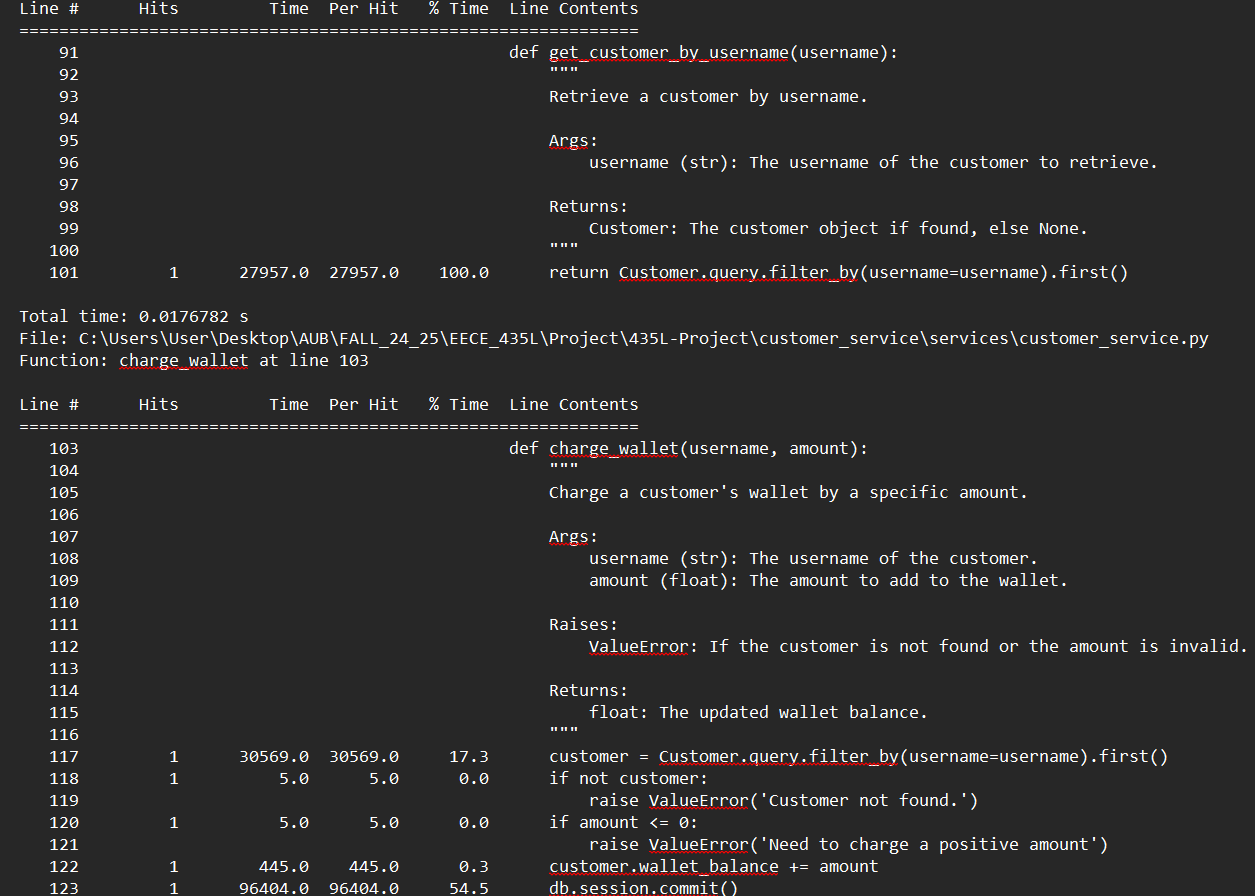 Line #      Hits         Time  Per Hit   % Time  Line Contents
==============================================================
    91                                           def get_customer_by_username(username):
    92                                               """
    93                                               Retrieve a customer by username.
    94
    95                                               Args:
    96                                                   username (str): The username of the customer to retrieve.
    97
    98                                               Returns:
    99                                                   Customer: The customer object if found, else None.
   100                                               """
   101         1      27957.0  27957.0    100.0      return Customer.query.filter_by(username=username).first()

Total time: 0.0176782 s
File: C:\Users\User\Desktop\AUB\FALL_24_25\EECE_435L\Project\435L-Project\customer_service\services\customer_service.py
Function: charge_wallet at line 103

Line #      Hits         Time  Per Hit   % Time  Line Contents
==============================================================
   103                                           def charge_wallet(username, amount):
   104                                               """
   105                                               Charge a customer's wallet by a specific amount.
   106
   107                                               Args:
   108                                                   username (str): The username of the customer.
   109                                                   amount (float): The amount to add to the wallet.
   110
   111                                               Raises:
   112                                                   ValueError: If the customer is not found or the amount is invalid.
   113
   114                                               Returns:
   115                                                   float: The updated wallet balance.
   116                                               """
   117         1      30569.0  30569.0     17.3      customer = Customer.query.filter_by(username=username).first()
   118         1          5.0      5.0      0.0      if not customer:
   119                                                   raise ValueError('Customer not found.')
   120         1          5.0      5.0      0.0      if amount <= 0:
   121                                                   raise ValueError('Need to charge a positive amount')
   122         1        445.0    445.0      0.3      customer.wallet_balance += amount
   123         1      96404.0  96404.0     54.5      db.session.commit()